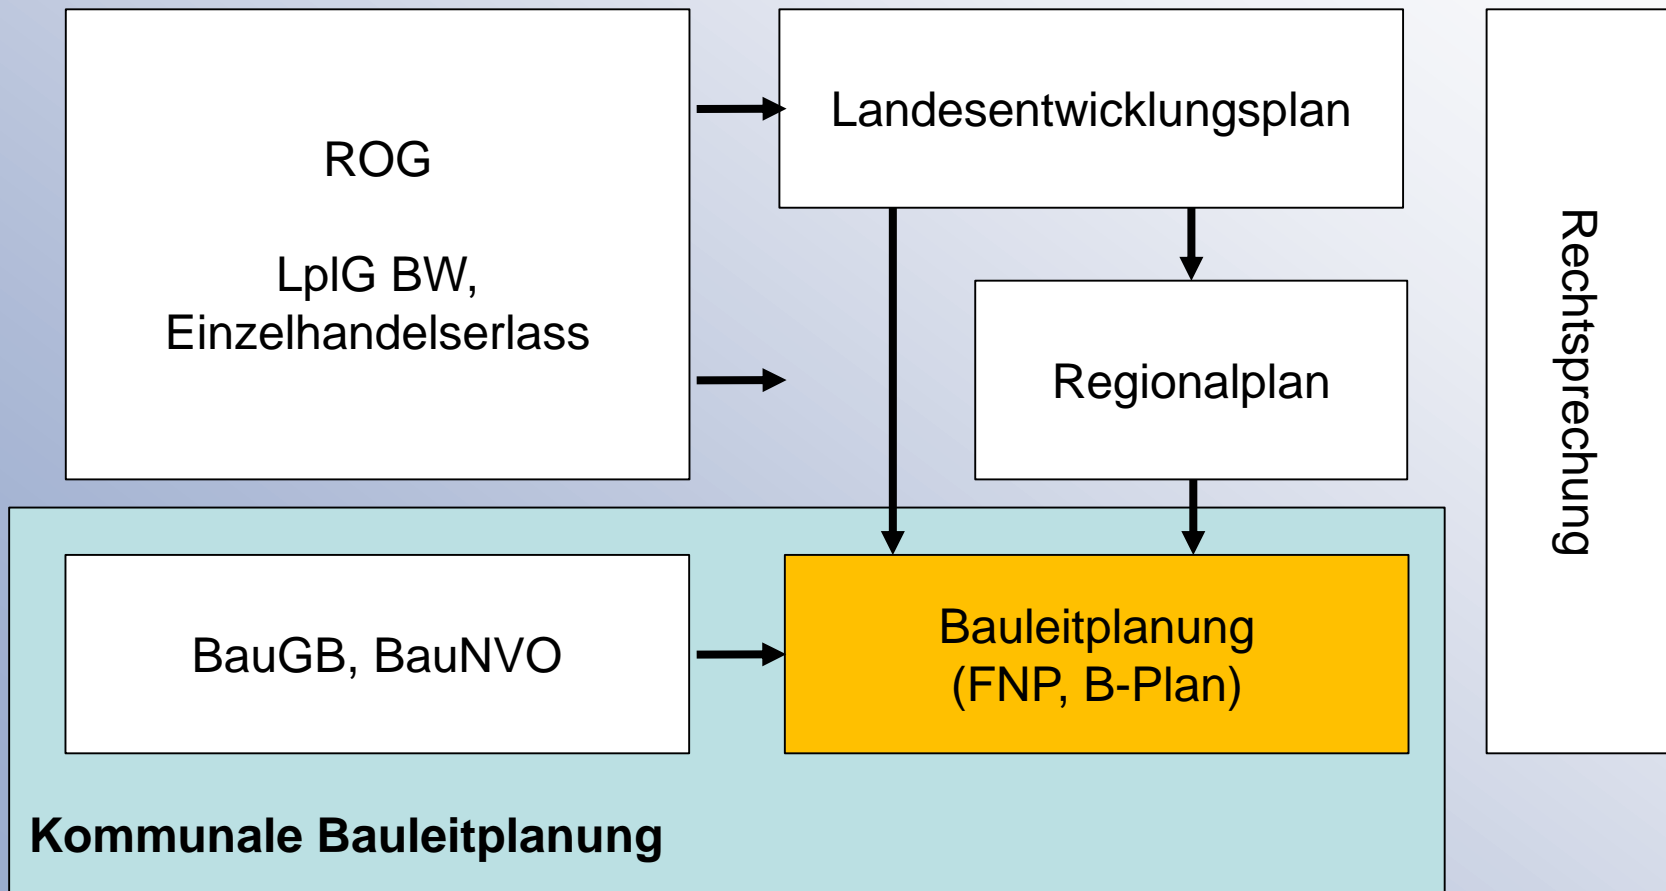 ROG
LplG BW,
Einzelhandelserlass
Landesentwicklungsplan
Regionalplan
Rechtsprechung
BauGB, BauNVO
Bauleitplanung
(FNP, B-Plan)
Kommunale Bauleitplanung